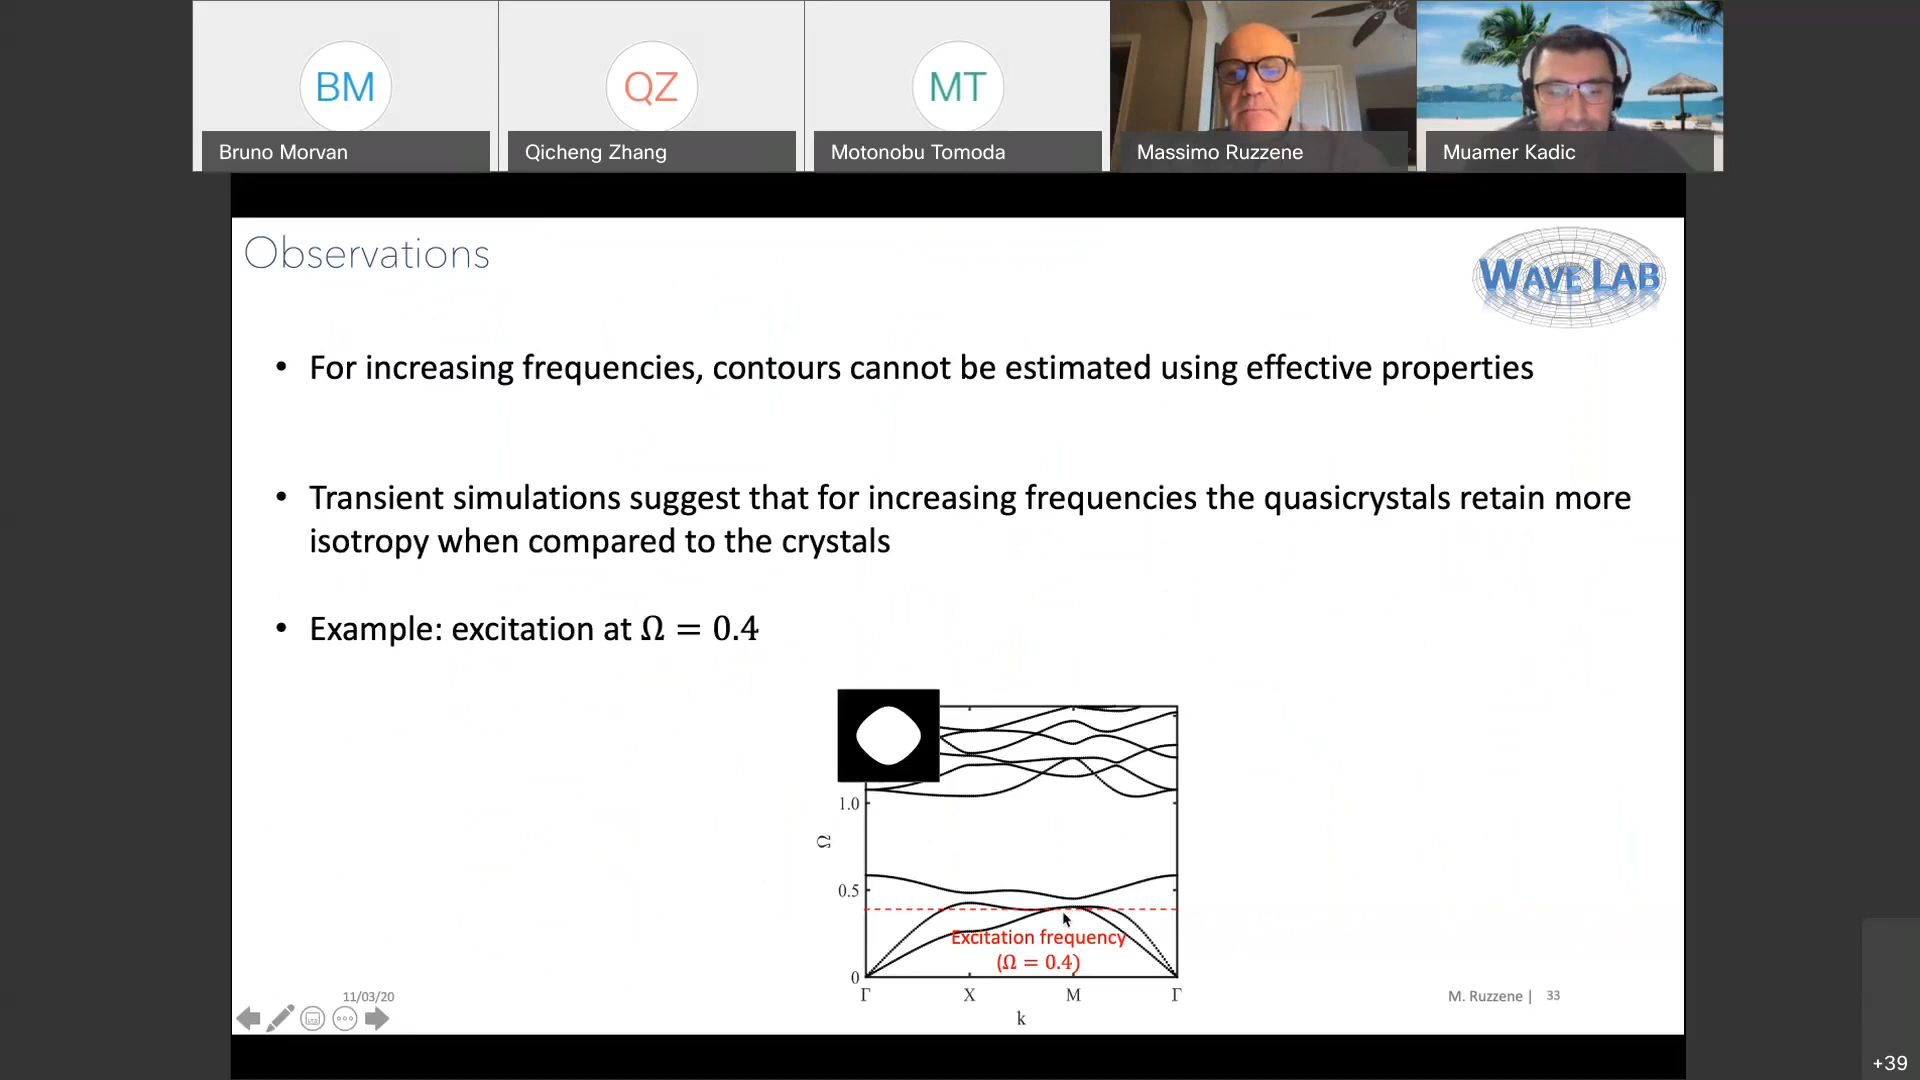 BM
QZ
MT
Bruno Morvan
Qicheng Zhang
Motonobu Tomoda
Massimo Ruzzene
Muamer Kadic
Observations
WAVE LAB
• For increasing frequencies, contours cannot be estimated using effective properties
• Transient simulations suggest that for increasing frequencies the quasicrystals retain more
isotropy when compared to the crystals
• Example: excitation at Ω = 0.4
1.0
Ω
0.5
Excitation frequency
(Ω = 0.4)
0
Γ X M Γ
k
11/03/20
M. Ruzzene | 33
+39